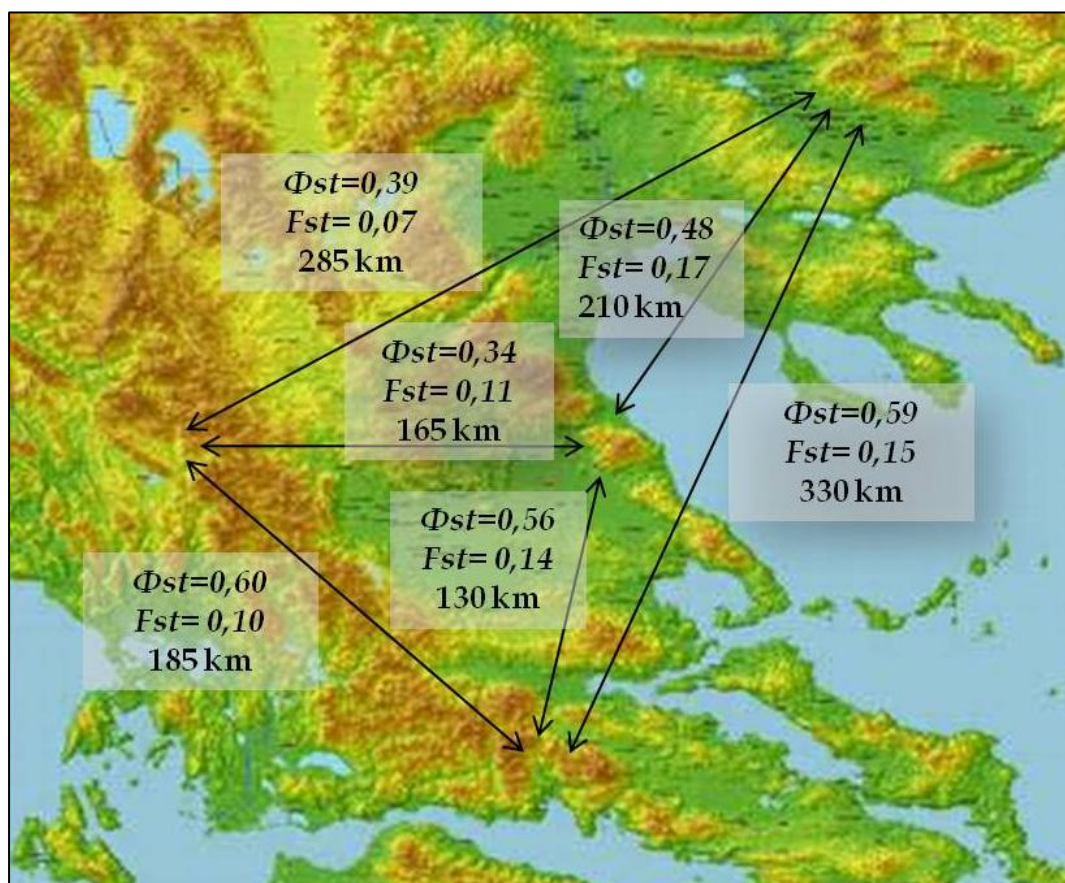 Φst=0,39
Fst= 0,07
285 km
Φst=0,48
Fst= 0,17
210 km
Φst=0,34
Fst= 0,11
165 km
Φst=0,59
Fst= 0,15
330 km
Φst=0,56
Fst= 0,14
130 km
Φst=0,60
Fst= 0,10
185 km